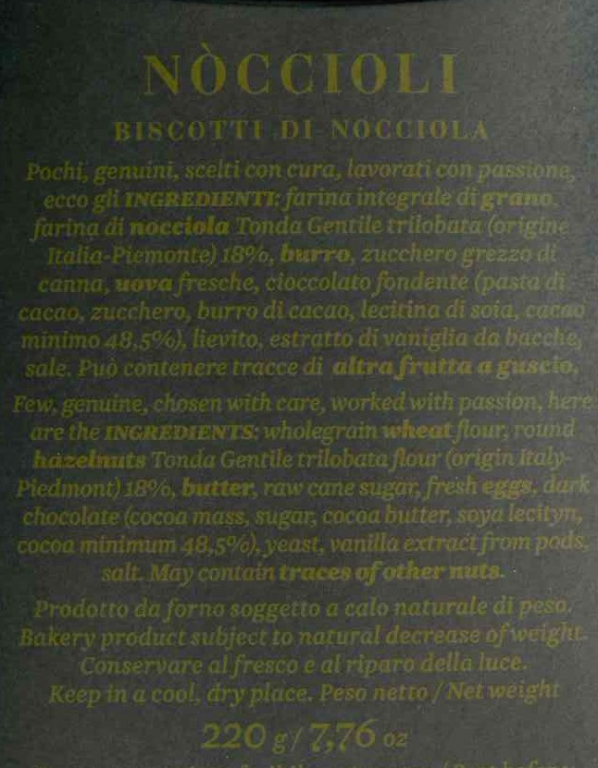 NÒCCIOLI
BISCOTTI DI NOCCIOLA
Pochi, genuini, scelti con cura, lavorati con passione,
ecco gli INGREDIENTI: farina integrale di grano,
farina di nocciola Tonda Gentile trilobata (origine
Italia-Piemonte) 18%, burro, zucchero grezzo di
canna, uova fresche, cioccolato fondente (pasta di
cacao, zucchero, burro di cacao, lecitina di soia, cacao
minimo 48,5%), lievito, estratto di vaniglia da bacche,
sale. Può contenere tracce di altra frutta a guscio.
Few, genuine, chosen with care, worked with passion, here
are the INGREDIENTS: wholegrain wheat flour, round
hazelnuts Tonda Gentile trilobata flour (origin Italy-
Piedmont) 18%, butter, raw cane sugar, fresh eggs, dark
chocolate (cocoa mass, sugar, cocoa butter, soya lecityn,
cocoa minimum 48,5%), yeast, vanilla extract from pods,
salt. May contain traces of other nuts.
Prodotto da forno soggetto a calo naturale di peso.
Bakery product subject to natural decrease of weight.
Conservare al fresco e al riparo della luce.
Keep in a cool, dry place. Peso netto / Net weight
220 g / 7,76 oz